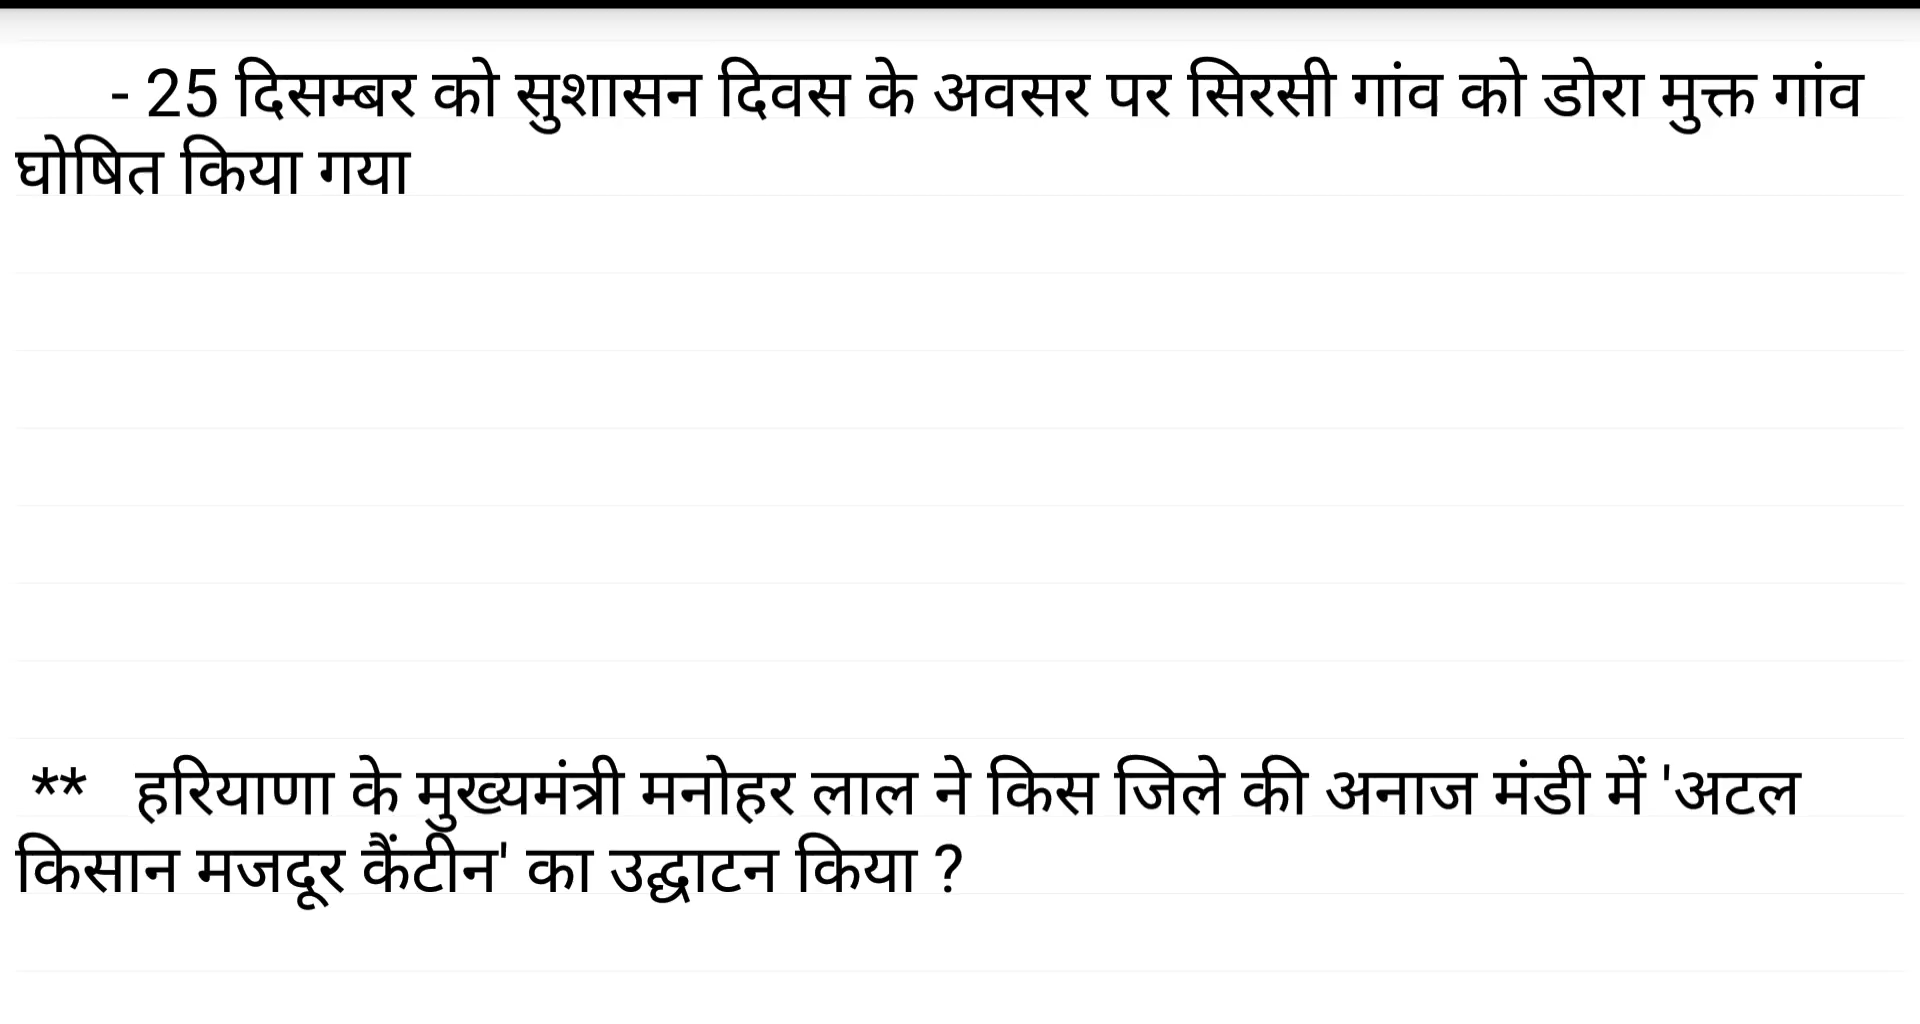 - 25 दिसम्बर को सुशासन दिवस के अवसर पर सिरसी गांव को डोरा मुक्त गांव
घोषित किया गया
** हरियाणा के मुख्यमंत्री मनोहर लाल ने किस जिले की अनाज मंडी में 'अटल
किसान मजदूर कैंटीन' का उद्घाटन किया ?